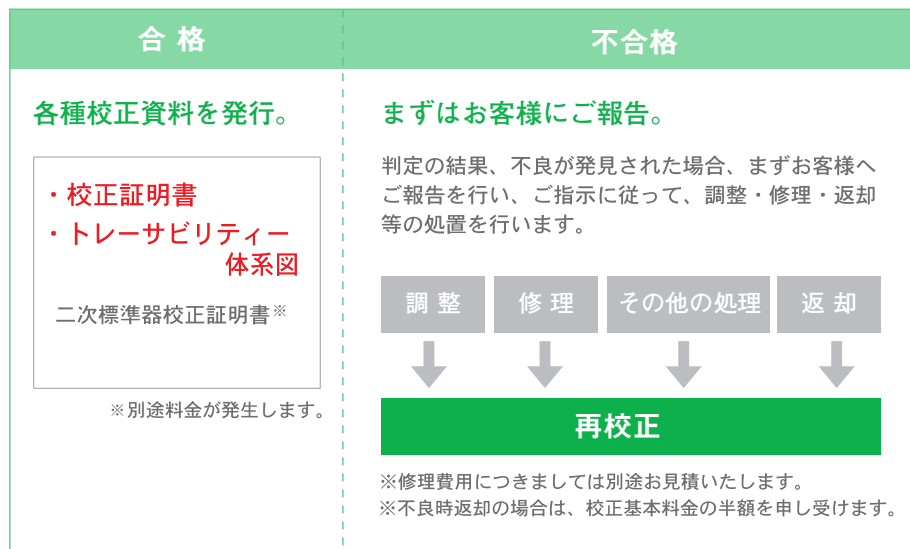 合格
各種校正資料を発行。
・校正証明書
・トレーサビリティー
体系図
二次標準器校正証明書※
※別途料金が発生します。
不合格
まずはお客様にご報告。
判定の結果、不良が発見された場合、まずお客様へ
ご報告を行い、ご指示に従って、調整・修理・返却
等の処置を行います。
調整 修理 その他の処理 返却
再校正
※修理費用につきましては別途お見積いたします。
※不良時返却の場合は、校正基本料金の半額を申し受けます。